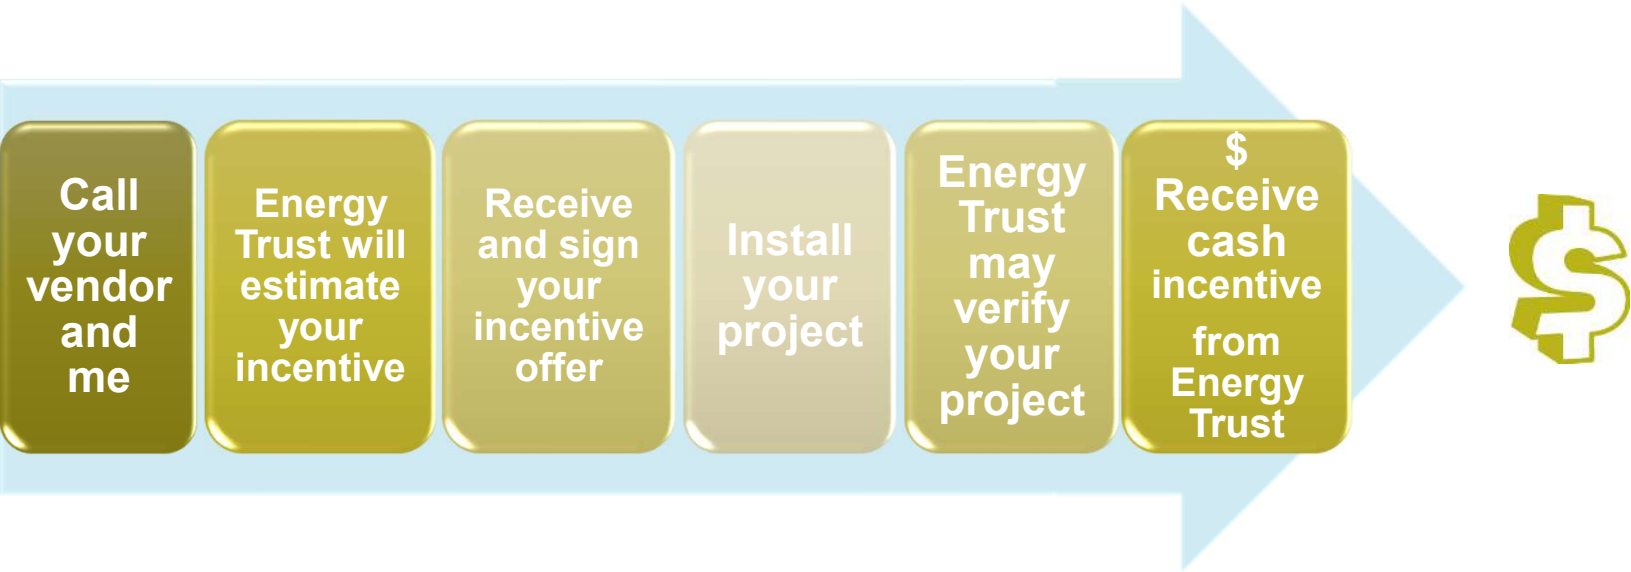 Call
your
vendor
and
me
Energy
Trust will
estimate
your
incentive
Receive
and sign
your
incentive
offer
Install
your
project
Energy
Trust
may
verify
your
project
$
Receive
cash
incentive
from
Energy
Trust
$